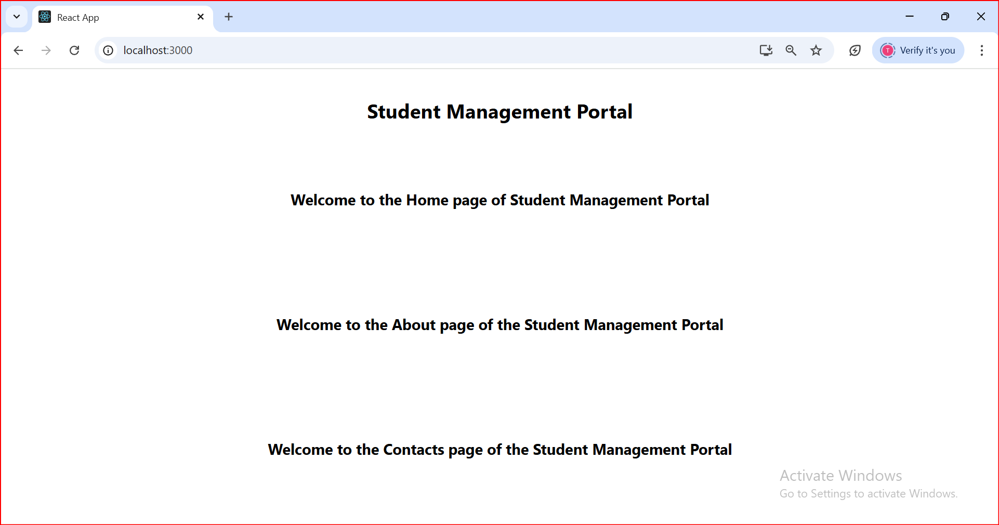 React App
localhost:3000
T Verify it's you
Student Management Portal
Welcome to the Home page of Student Management Portal
Welcome to the About page of the Student Management Portal
Welcome to the Contacts page of the Student Management Portal
Activate Windows
Go to Settings to activate Windows.